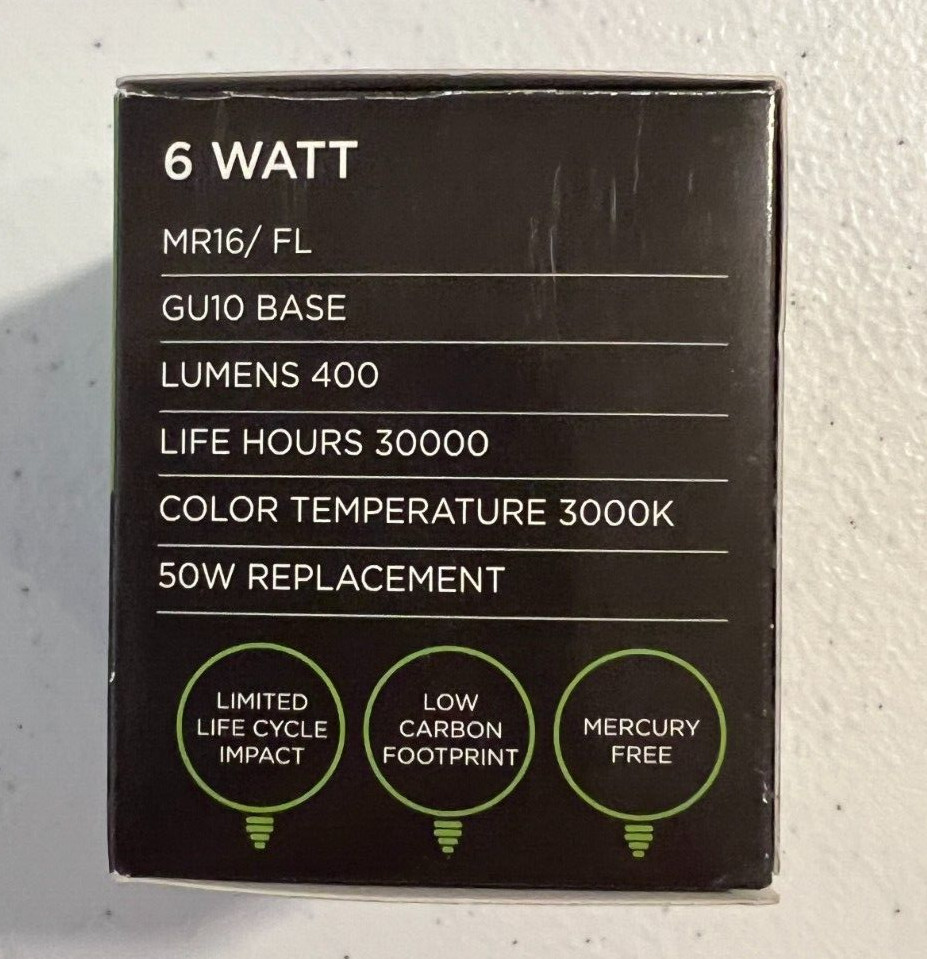 6 WATT
MR16/ FL
GU10 BASE
LUMENS 400
LIFE HOURS 30000
COLOR TEMPERATURE 3000K
50W REPLACEMENT
LIMITED
LIFE CYCLE
IMPACT
LOW
CARBON
FOOTPRINT
MERCURY
FREE